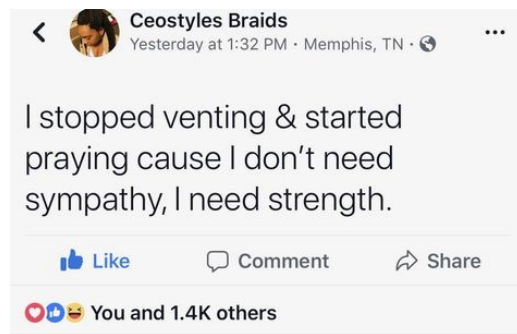 Ceostyles Braids
Yesterday at 1:32 PM · Memphis, TN ·
I stopped venting & started
praying cause I don't need
sympathy, I need strength.
Like Comment Share
You and 1.4K others